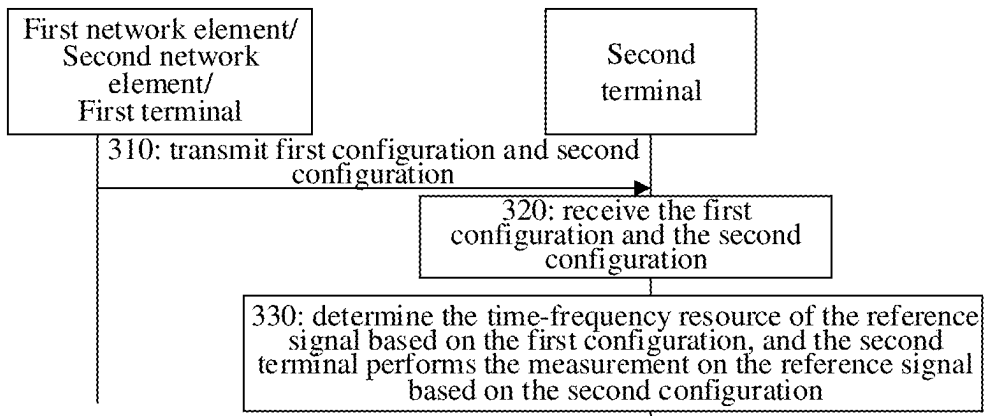 First network element/
Second network
element/
First terminal
Second
terminal
310: transmit first configuration and second
configuration
320: receive the first
configuration and the second
configuration
330: determine the time-frequency resource of the reference
signal based on the first configuration, and the second
terminal performs the measurement on the reference signal
based on the second configuration